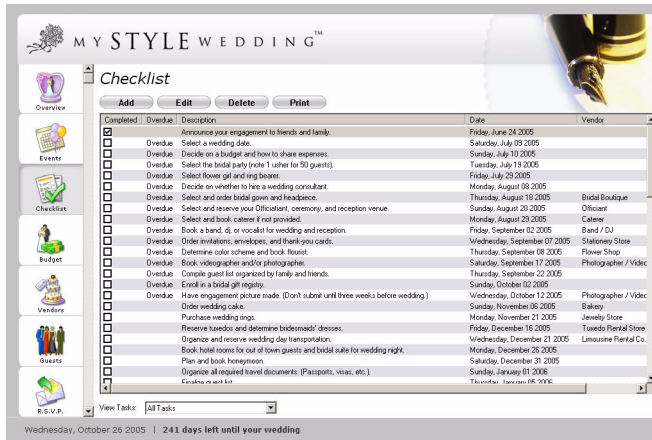 MY STYLE WEDDING™
Checklist
Add Edit Delete Print
Completed Overdue Description Date Vendor
Announce your engagement to friends and family. Friday, June 24 2005
Overdue Select a wedding date. Saturday, July 09 2005
Overdue Decide on a budget and how to share expenses. Sunday, July 10 2005
Overdue Select the bridal party (note 1 usher for 50 guests). Tuesday, July 19 2005
Overdue Select flower girl and ring bearer. Friday, July 29 2005
Overdue Decide on whether to hire a wedding consultant. Monday, August 08 2005
Overdue Select and order bridal gown and headpiece. Thursday, August 18 2005 Bridal Boutique
Overdue Select and reserve your Officiatiant, ceremony, and reception venue. Sunday, August 28 2005 Officiant
Overdue Select and book caterer if not provided. Monday, August 29 2005 Caterer
Overdue Book a band, dj, or vocalist for wedding and reception. Friday, September 02 2005 Band / DJ
Overdue Order invitations, envelopes, and thank-you cards. Wednesday, September 07 2005 Stationery Store
Overdue Determine color scheme and book flourist. Thursday, September 08 2005 Flower Shop
Overdue Book videographer and/or photographer. Saturday, September 17 2005 Photographer / Videc
Overdue Compile guest list organized by family and friends. Thursday, September 22 2005
Overdue Enroll in a bridal gift registry. Sunday, October 02 2005
Overdue Have engagement picture made. (Don't submit until three weeks before wedding.) Wednesday, October 12 2005 Photographer / Videc
Order wedding cake. Sunday, November 06 2005 Bakery
Purchase wedding rings. Monday, November 21 2005 Jewelry Store
Reserve tuxedos and determine bridesmaids' dresses. Friday, December 16 2005 Tuxedo Rental Store
Organize and reserve wedding day transportation. Wednesday, December 21 2005 Limousine Rental Co.
Book hotel rooms for out of town guests and bridal suite for wedding night. Monday, December 26 2005
Plan and book honeymoon. Saturday, December 31 2005
Organize all required travel documents. (Passports, visas, etc.). Sunday, January 01 2006
Finalize guest list. Thursday, January 05 2006
View Tasks: All Tasks
Overview
Events
Checklist
Budget
Vendors
Guests
R.S.V.P.
Wednesday, October 26 2005 | 241 days left until your wedding